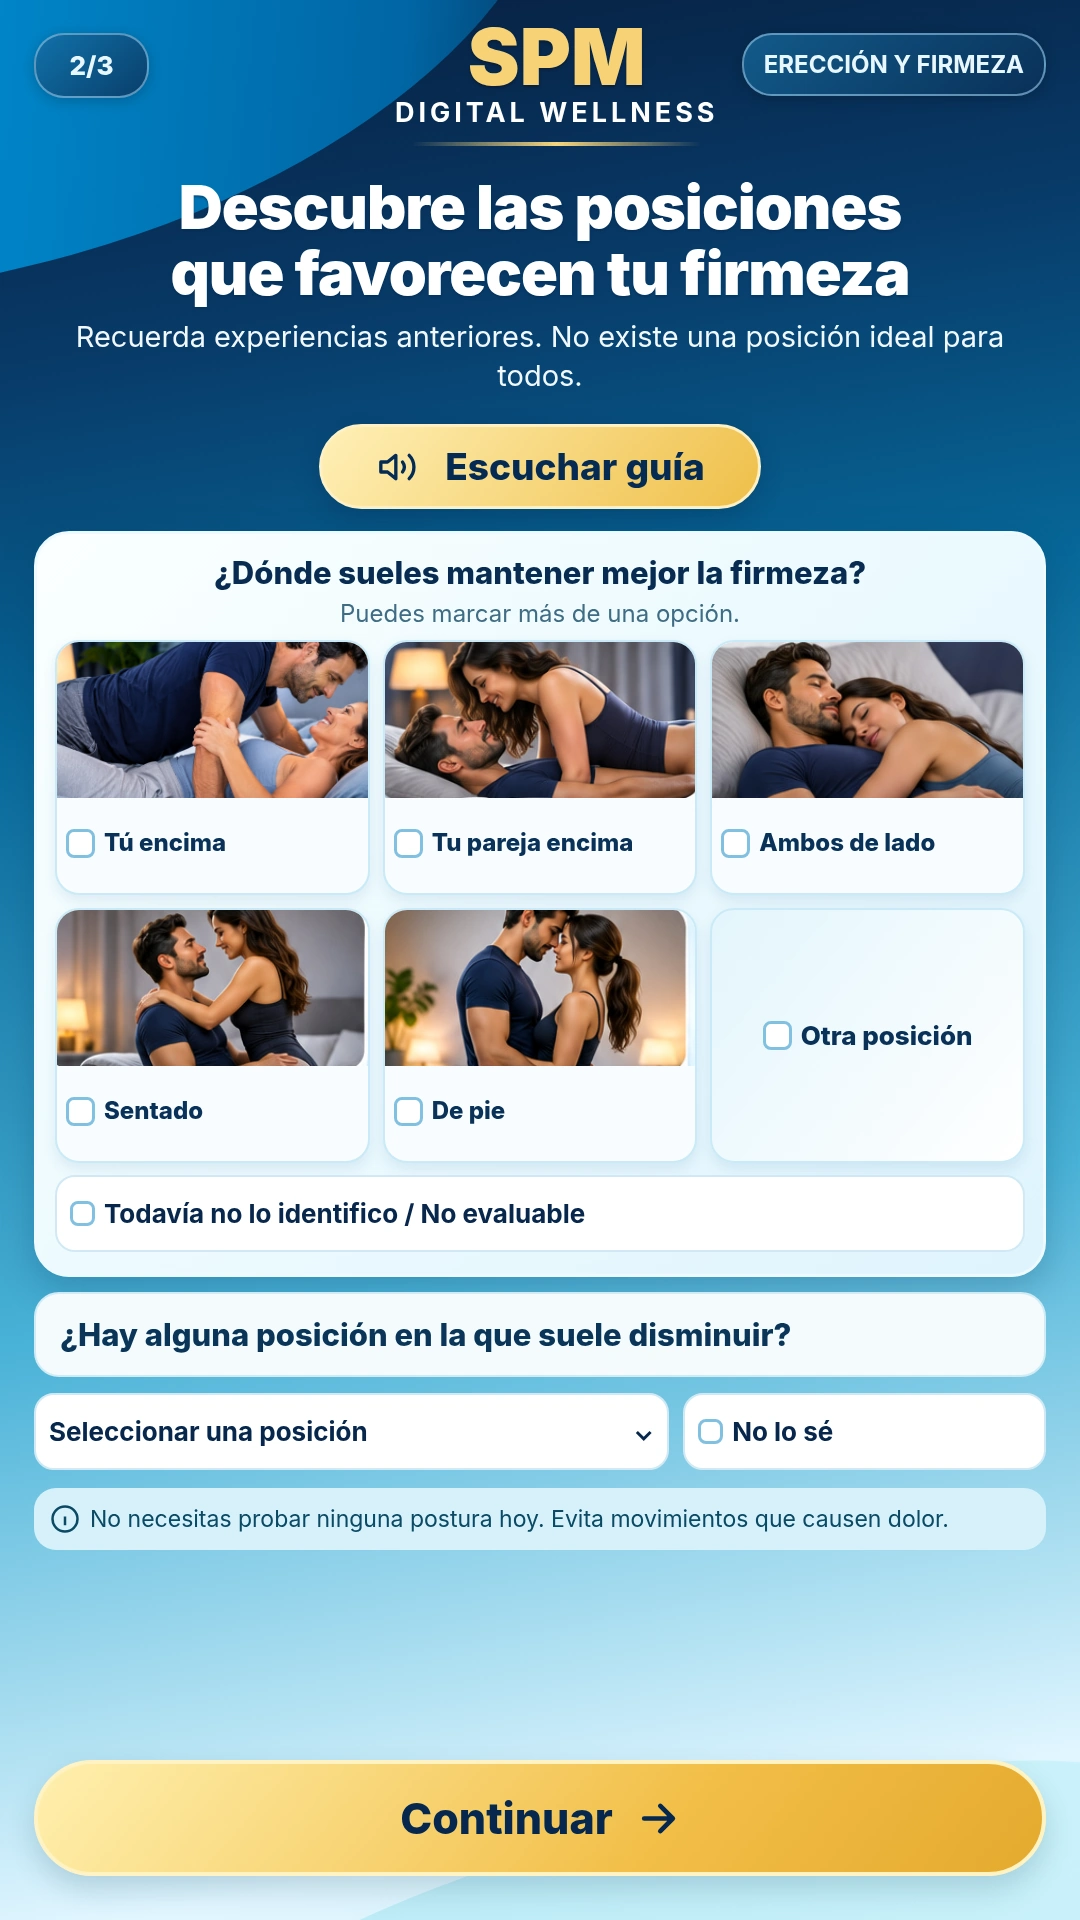 2/3
SPM
DIGITAL WELLNESS
ERECCIÓN Y FIRMEZA
Descubre las posiciones
que favorecen tu firmeza
Recuerda experiencias anteriores. No existe una posición ideal para
todos.
Escuchar guía
¿Dónde sueles mantener mejor la firmeza?
Puedes marcar más de una opción.
Tú encima
Tu pareja encima
Ambos de lado
Sentado
De pie
Otra posición
Todavía no lo identifico / No evaluable
¿Hay alguna posición en la que suele disminuir?
Seleccionar una posición
No lo sé
No necesitas probar ninguna postura hoy. Evita movimientos que causen dolor.
Continuar